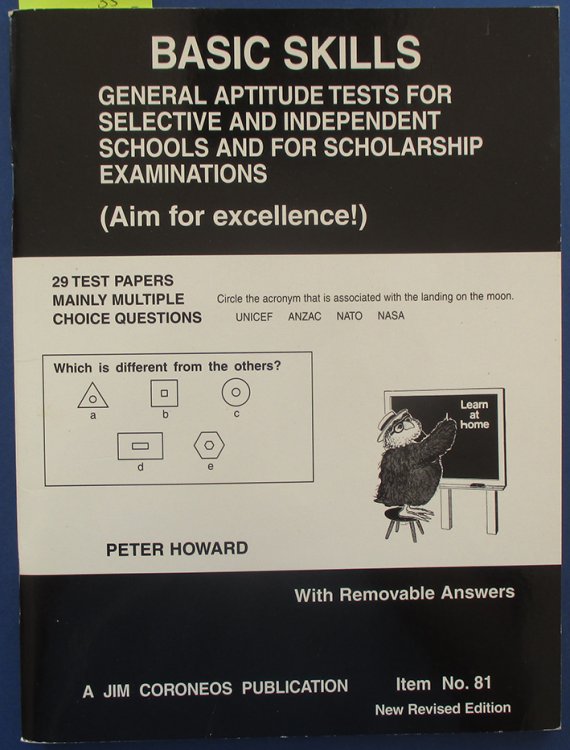 BASIC SKILLS
GENERAL APTITUDE TESTS FOR
SELECTIVE AND INDEPENDENT
SCHOOLS AND FOR SCHOLARSHIP
EXAMINATIONS
(Aim for excellence!)
29 TEST PAPERS
MAINLY MULTIPLE
CHOICE QUESTIONS
Circle the acronym that is associated with the landing on the moon.
UNICEF ANZAC NATO NASA
Which is different from the others?
a b c
d e
Learn
at
home
PETER HOWARD
With Removable Answers
A JIM CORONEOS PUBLICATION
Item No. 81
New Revised Edition